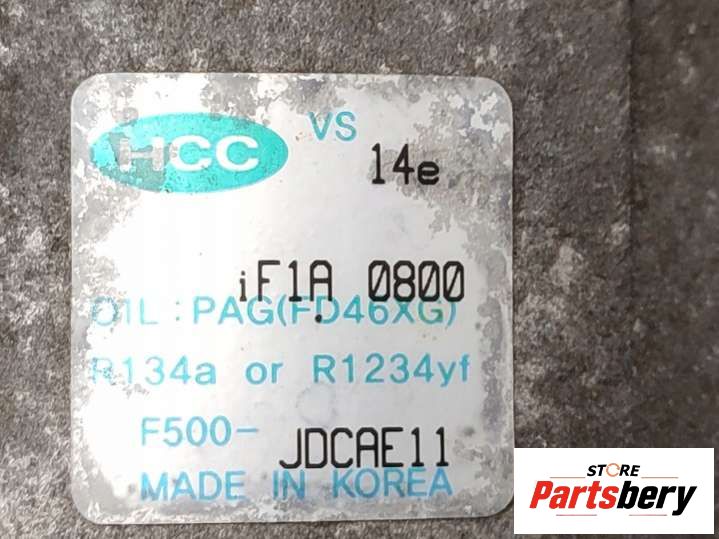 VS
HCC
14e
iF1A 0800
OIL : PAG(FD46XG)
R134a or R1234yf
F500- JDCAE11
MADE IN KOREA
STORE
Partsbery